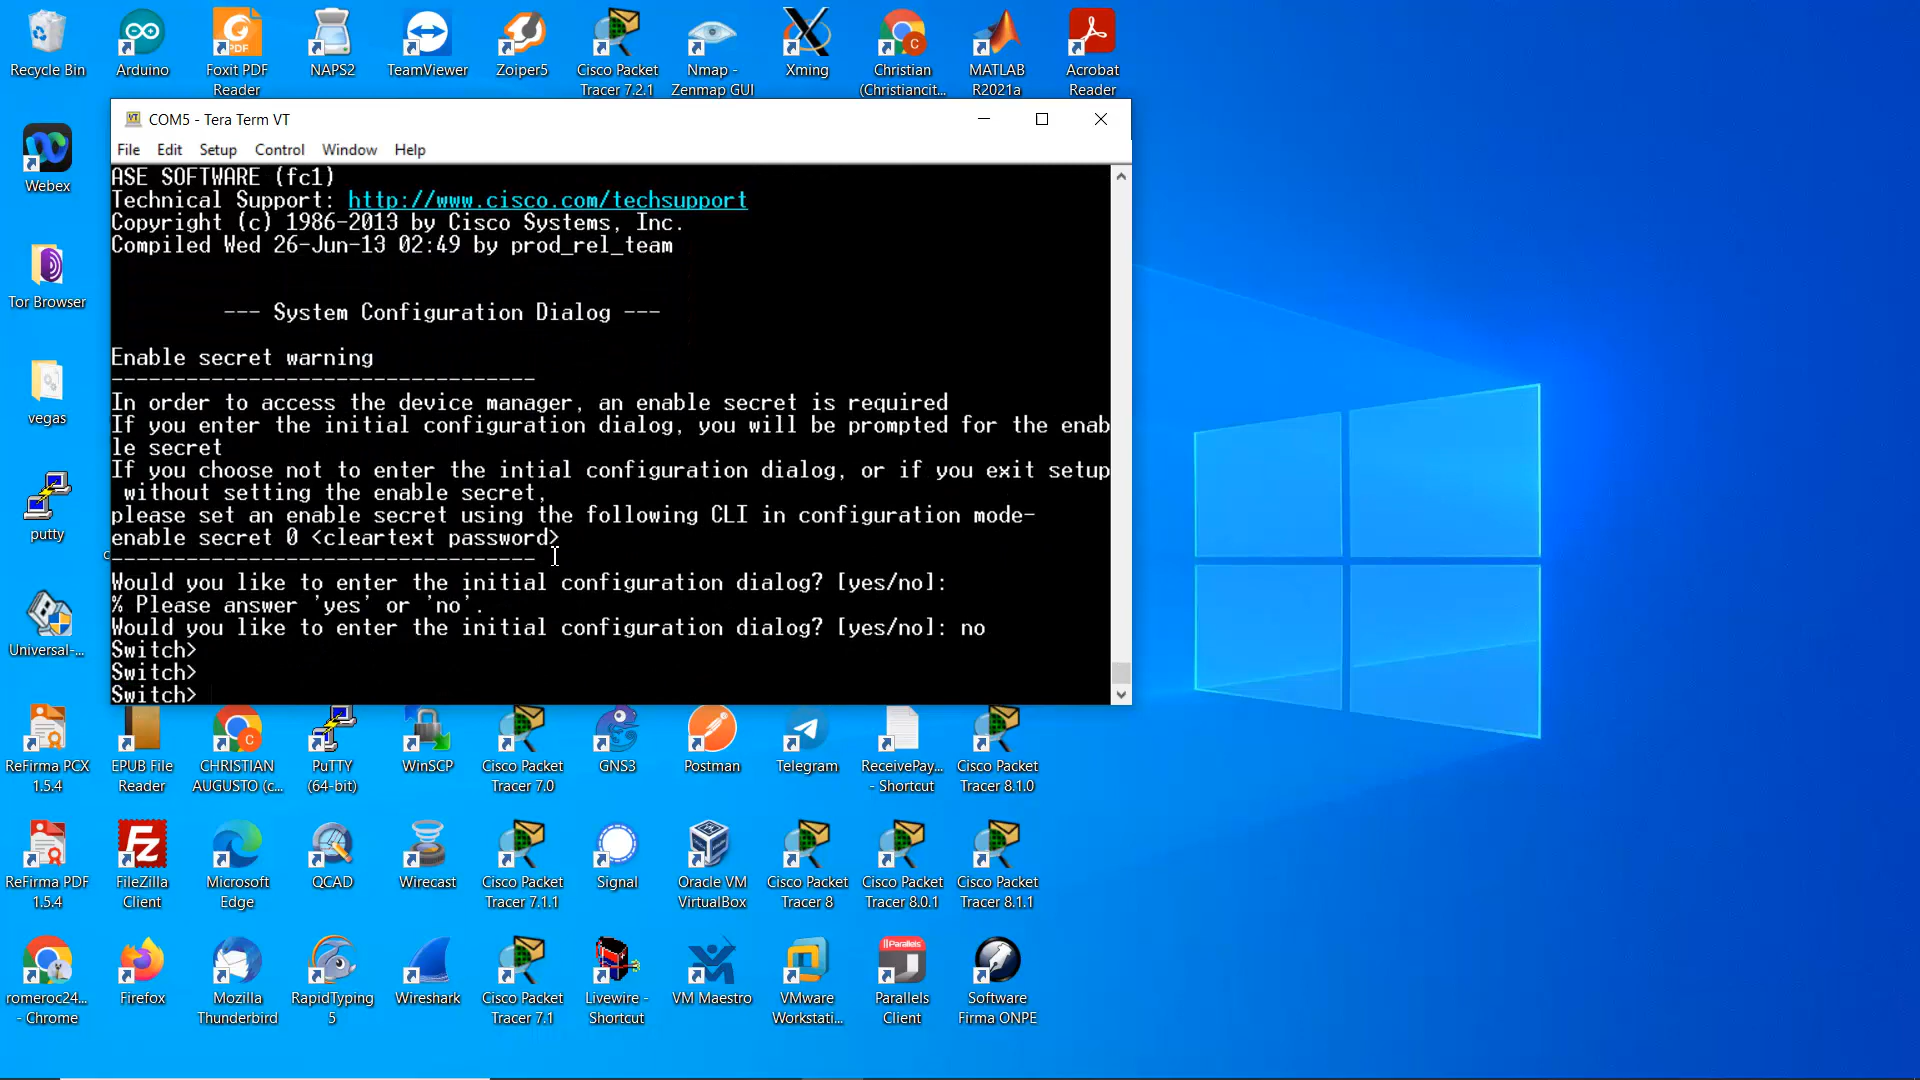 Recycle Bin
Arduino
Foxit PDF
Reader
NAPS2
TeamViewer
Zoiper5
Cisco Packet
Tracer 7.2.1
Nmap -
Zenmap GUI
Xming
Christian
(Christiancit...
MATLAB
R2021a
Acrobat
Reader
COM5 - Tera Term VT
File Edit Setup Control Window Help
ASE SOFTWARE (fc1)
Technical Support: http://www.cisco.com/techsupport
Copyright (c) 1986-2013 by Cisco Systems, Inc.
Compiled Wed 26-Jun-13 02:49 by prod_rel_team
--- System Configuration Dialog ---
Enable secret warning
----------------------------------
In order to access the device manager, an enable secret is required
If you enter the initial configuration dialog, you will be prompted for the enab
le secret
If you choose not to enter the intial configuration dialog, or if you exit setup
without setting the enable secret,
please set an enable secret using the following CLI in configuration mode-
enable secret 0 <cleartext password>
----------------------------------
Would you like to enter the initial configuration dialog? [yes/no]:
% Please answer 'yes' or 'no'.
Would you like to enter the initial configuration dialog? [yes/no]: no
Switch>
Switch>
Switch>
Webex
Tor Browser
vegas
putty
Universal-...
ReFirma PCX
1.5.4
EPUB File
Reader
CHRISTIAN
AUGUSTO (c...
PuTTY
(64-bit)
WinSCP
Cisco Packet
Tracer 7.0
GNS3
Postman
Telegram
ReceivePay...
- Shortcut
Cisco Packet
Tracer 8.1.0
ReFirma PDF
1.5.4
FileZilla
Client
Microsoft
Edge
QCAD
Wirecast
Cisco Packet
Tracer 7.1.1
Signal
Oracle VM
VirtualBox
Cisco Packet
Tracer 8
Cisco Packet
Tracer 8.0.1
Cisco Packet
Tracer 8.1.1
romeroc24...
- Chrome
Firefox
Mozilla
Thunderbird
RapidTyping
5
Wireshark
Cisco Packet
Tracer 7.1
Livewire -
Shortcut
VM Maestro
VMware
Workstati...
Parallels
Parallels
Client
Software
Firma ONPE